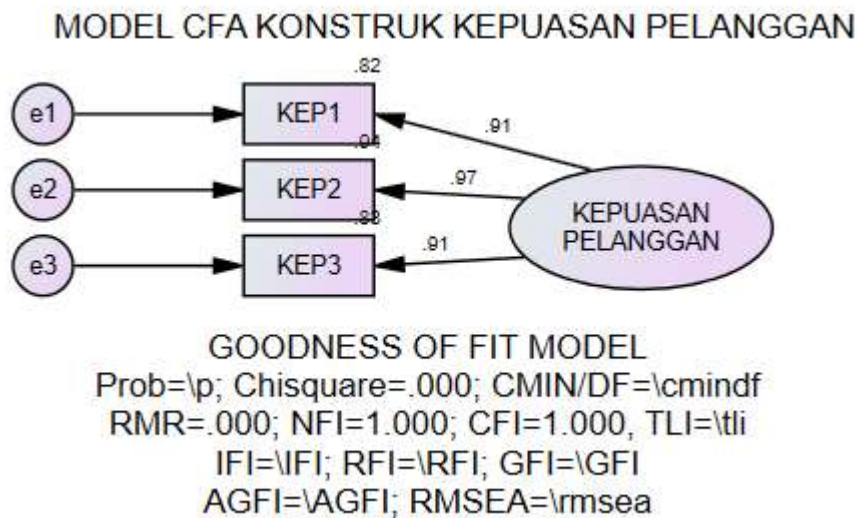 MODEL CFA KONSTRUK KEPUASAN PELANGGAN
.82
e1
KEP1
.91
.94
e2
KEP2
.97
KEPUASAN
PELANGGAN
.83
e3
KEP3
.91
GOODNESS OF FIT MODEL
Prob=\p; Chisquare=.000; CMIN/DF=\cmindf
RMR=.000; NFI=1.000; CFI=1.000, TLI=\tli
IFI=\IFI; RFI=\RFI; GFI=\GFI
AGFI=\AGFI; RMSEA=\rmsea